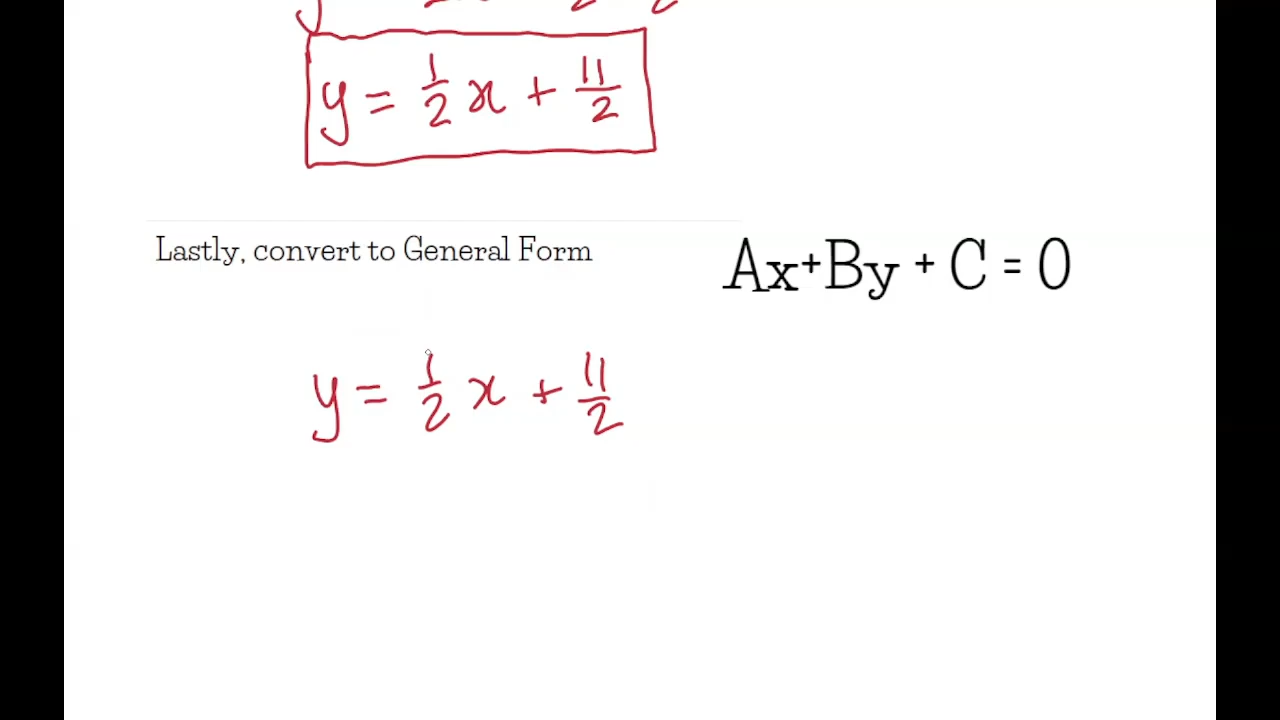 y = 1/2 x + 11/2
Lastly, convert to General Form
Ax+By + C = 0
y = 1/2 x + 11/2